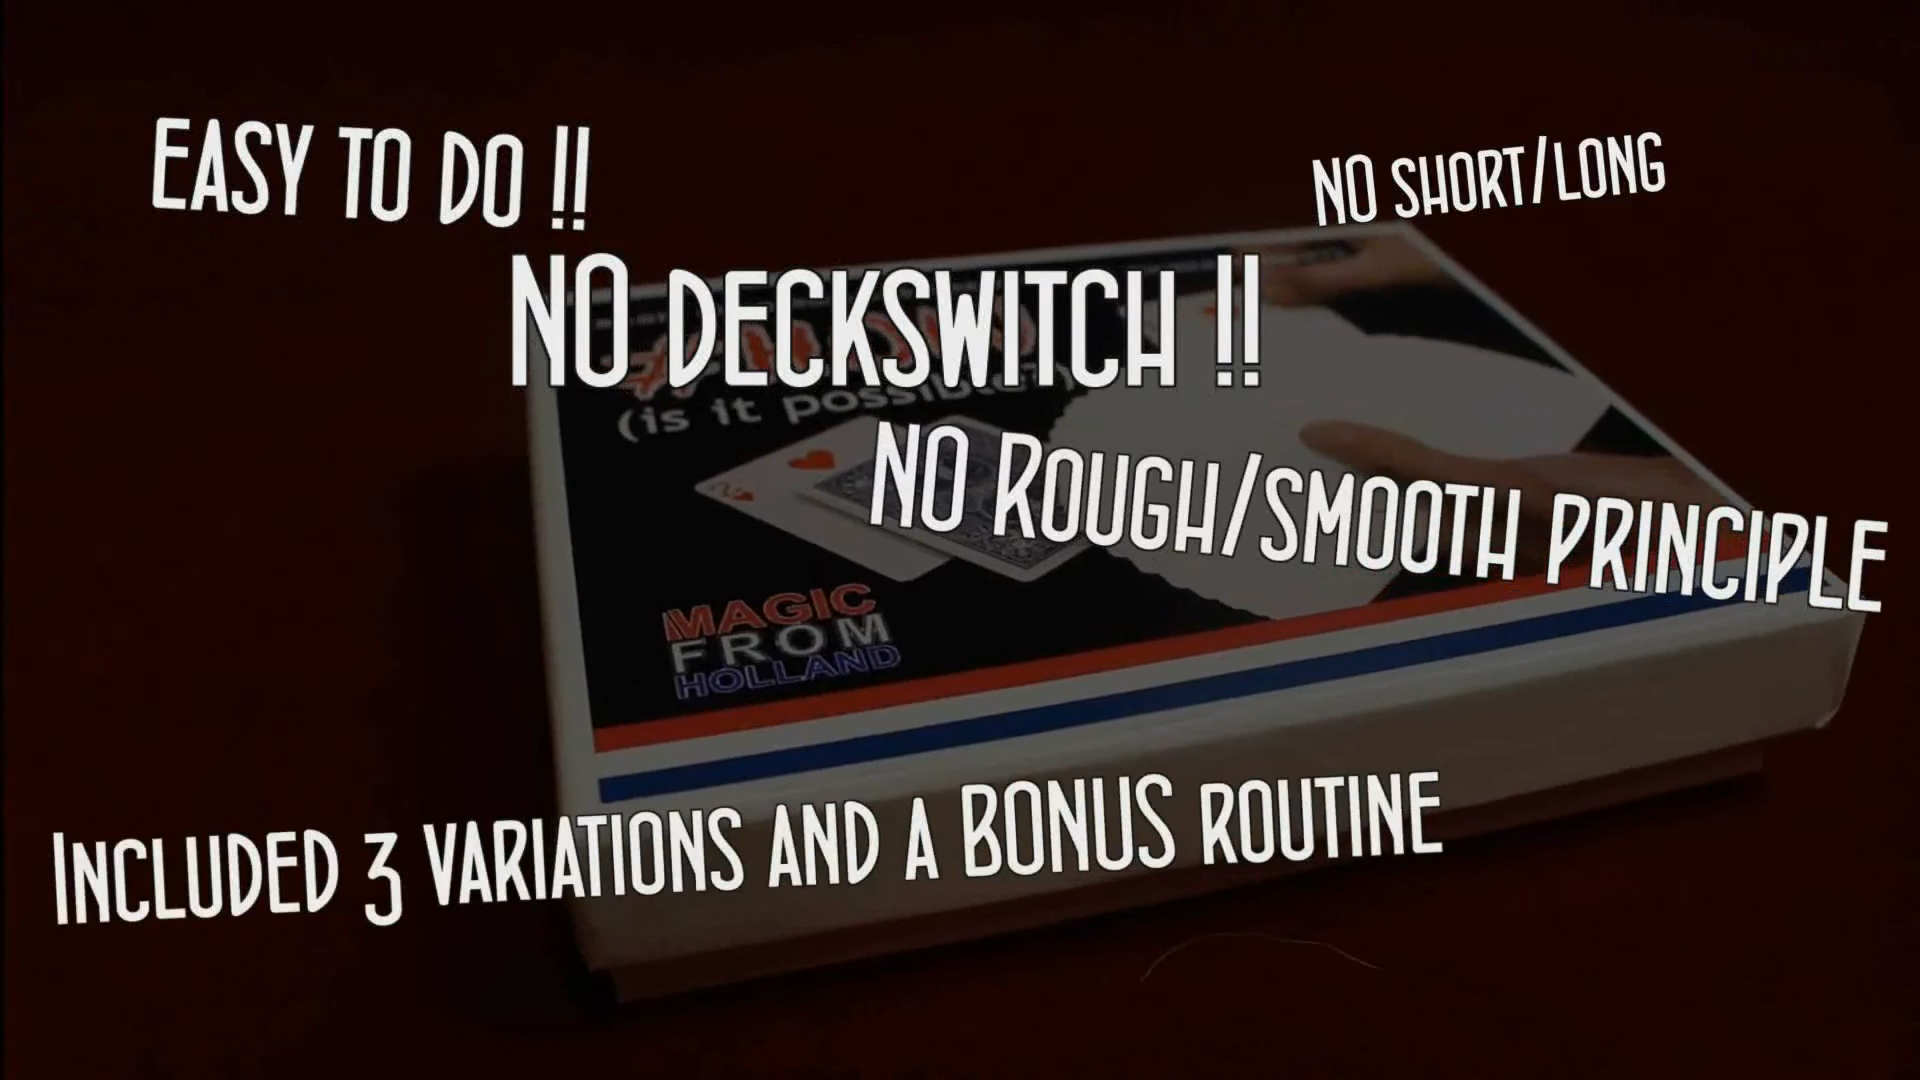 EASY TO DO !!
NO SHORT/LONG
NO DECKSWITCH !!
(is it possible?)
NO ROUGH/SMOOTH PRINCIPLE
MAGIC
FROM
HOLLAND
INCLUDED 3 VARIATIONS AND A BONUS ROUTINE